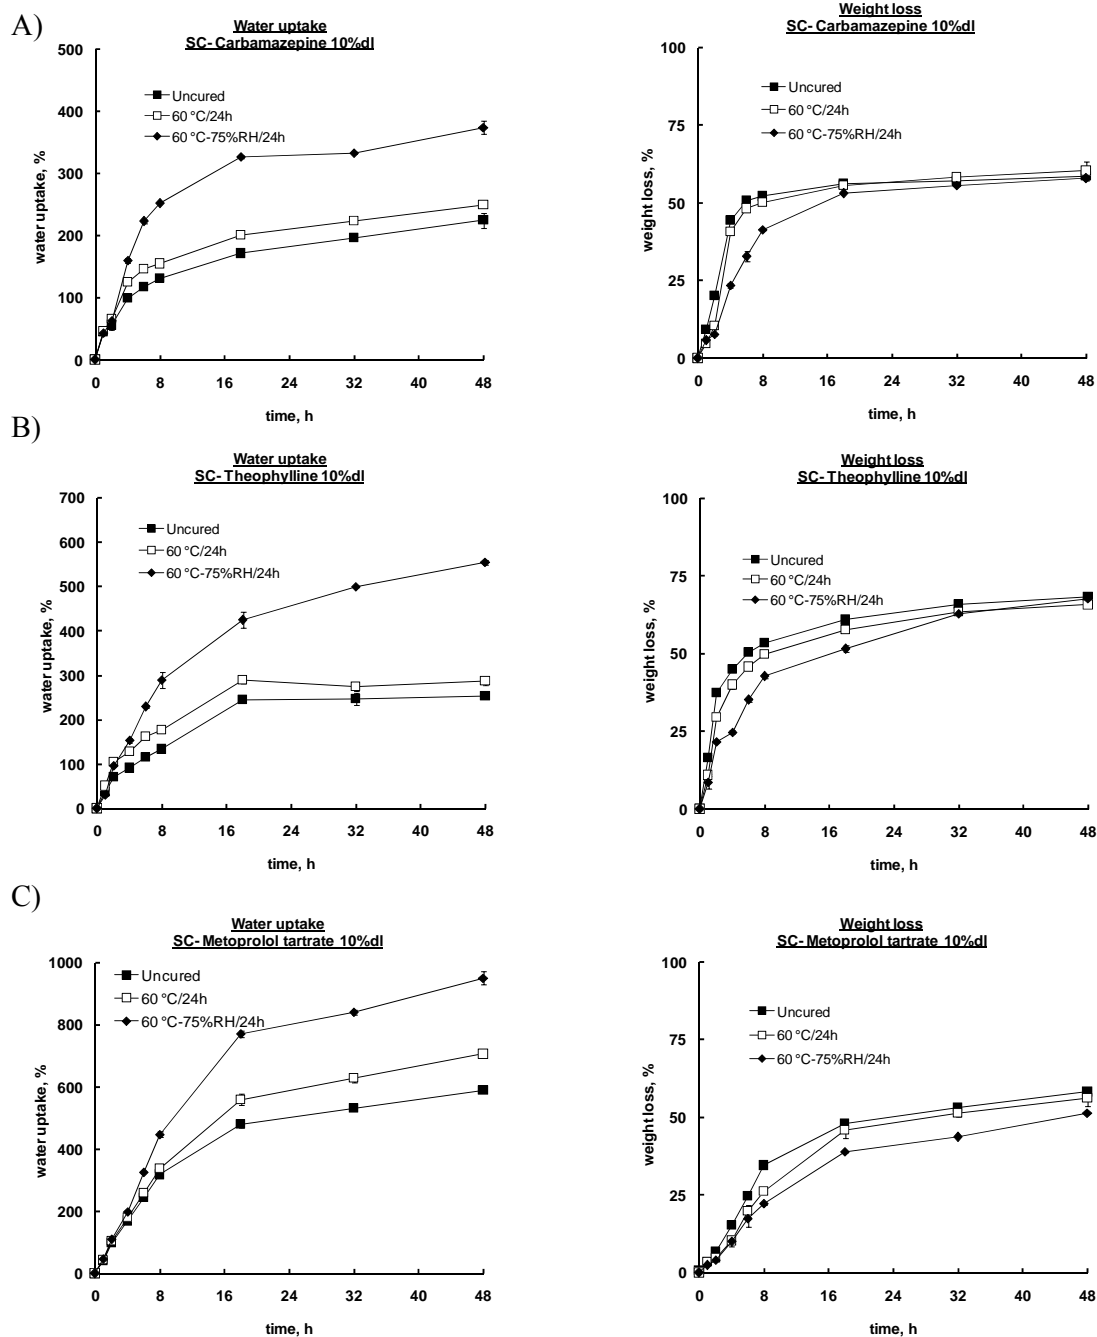 A)
Water uptake
SC- Carbamazepine 10%dl
500
400
300
200
100
0
water uptake, %
Uncured
60 °C/24h
60 °C-75%RH/24h
0 8 16 24 32 40 48
time, h
Weight loss
SC- Carbamazepine 10%dl
100
75
50
25
0
weight loss, %
Uncured
60 °C/24h
60 °C-75%RH/24h
0 8 16 24 32 40 48
time, h
B)
Water uptake
SC- Theophylline 10%dl
700
600
500
400
300
200
100
0
water uptake, %
Uncured
60 °C/24h
60 °C-75%RH/24h
0 8 16 24 32 40 48
time, h
Weight loss
SC- Theophylline 10%dl
100
75
50
25
0
weight loss, %
Uncured
60 °C/24h
60 °C-75%RH/24h
0 8 16 24 32 40 48
time, h
C)
Water uptake
SC- Metoprolol tartrate 10%dl
1000
800
600
400
200
0
water uptake, %
Uncured
60 °C/24h
60 °C-75%RH/24h
0 8 16 24 32 40 48
time, h
Weight loss
SC- Metoprolol tartrate 10%dl
100
75
50
25
0
weight loss, %
Uncured
60 °C/24h
60 °C-75%RH/24h
0 8 16 24 32 40 48
time, h